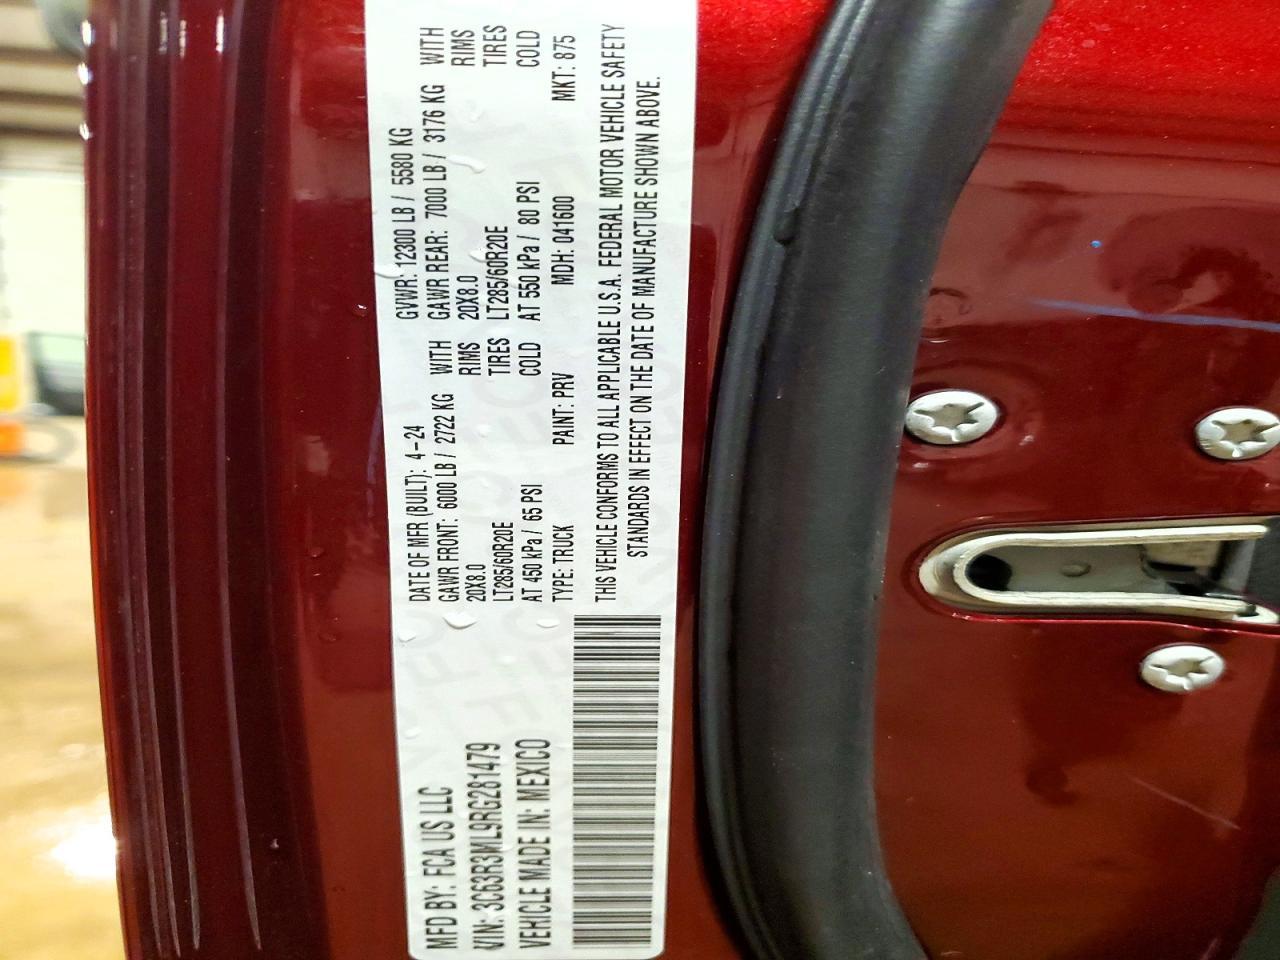 MFD BY: FCA US LLC
VIN: 3C63R3ML9RG281479
VEHICLE MADE IN: MEXICO
DATE OF MFR (BUILT): 4-24 GVWR: 12300 LB / 5580 KG
GAWR FRONT: 6000 LB / 2722 KG WITH GAWR REAR: 7000 LB / 3176 KG WITH
20X8.0 RIMS 20X8.0 RIMS
LT285/60R20E TIRES LT285/60R20E TIRES
AT 450 kPa / 65 PSI COLD AT 550 kPa / 80 PSI COLD
TYPE: TRUCK PAINT: PRV MDH: 041600 MKT: 875
THIS VEHICLE CONFORMS TO ALL APPLICABLE U.S.A. FEDERAL MOTOR VEHICLE SAFETY
STANDARDS IN EFFECT ON THE DATE OF MANUFACTURE SHOWN ABOVE.